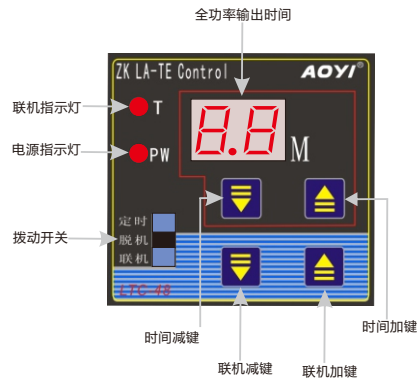 全功率输出时间
ZK LA-TE Control AOYI®
联机指示灯
T
8.8
M
电源指示灯
PW
定时
拨动开关
脱机
联机
LTC-48
时间减键
时间加键
联机减键
联机加键